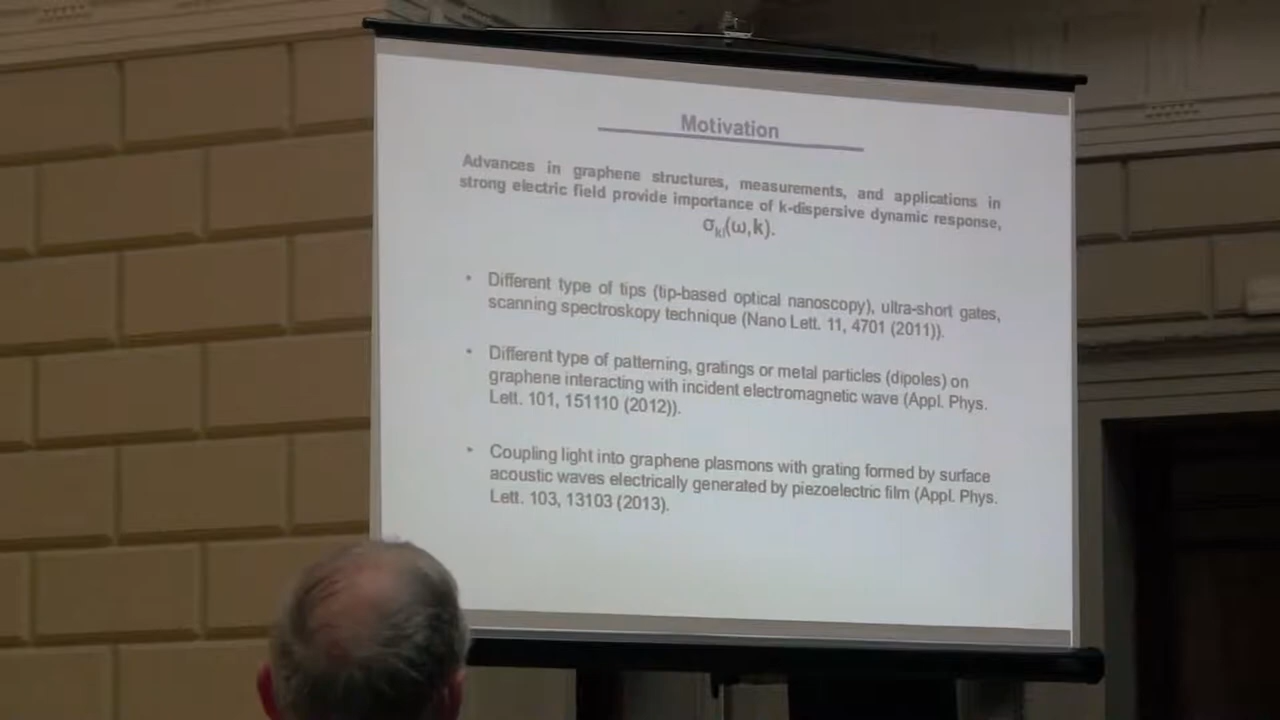 Motivation
Advances in graphene structures, measurements, and applications in
strong electric field provide importance of k-dispersive dynamic response,
σkl(ω,k).
• Different type of tips (tip-based optical nanoscopy), ultra-short gates,
scanning spectroskopy technique (Nano Lett. 11, 4701 (2011)).
• Different type of patterning, gratings or metal particles (dipoles) on
graphene interacting with incident electromagnetic wave (Appl. Phys.
Lett. 101, 151110 (2012)).
• Coupling light into graphene plasmons with grating formed by surface
acoustic waves electrically generated by piezoelectric film (Appl. Phys.
Lett. 103, 13103 (2013).